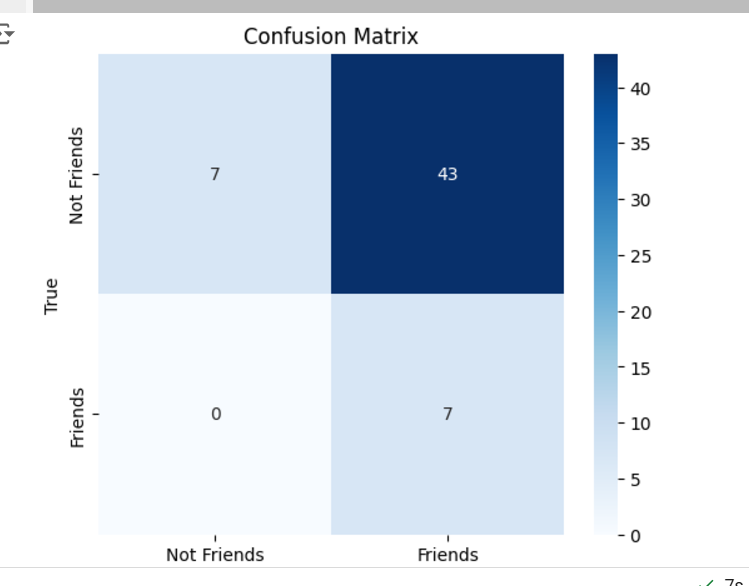 Confusion Matrix
Not Friends
7
43
True
Friends
0
7
Not Friends
Friends
40
35
30
25
20
15
10
5
0